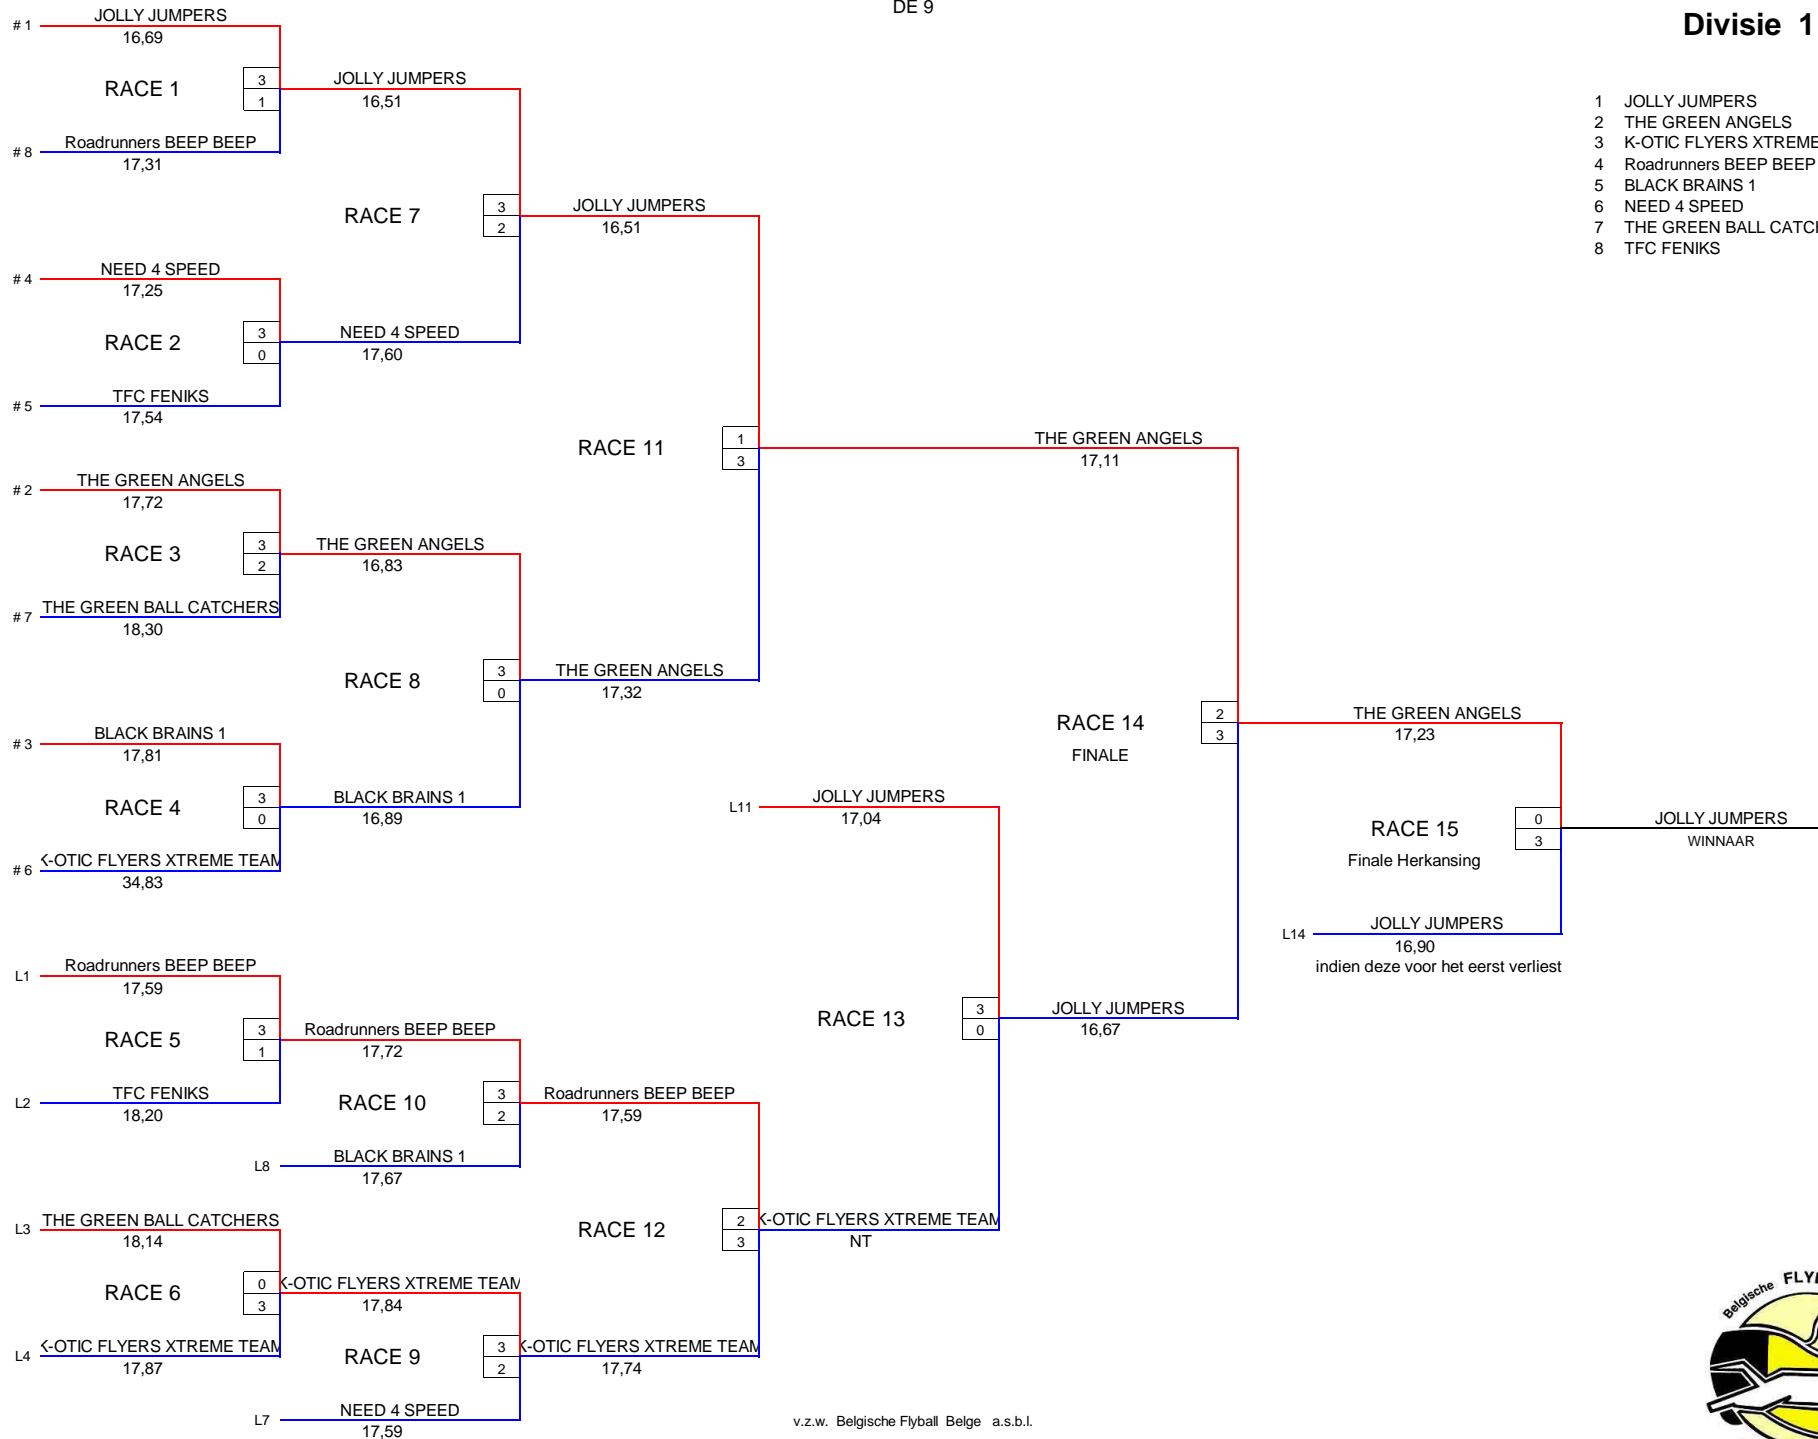 DE 9
Divisie 1
1 JOLLY JUMPERS
2 THE GREEN ANGELS
3 K-OTIC FLYERS XTREME
4 Roadrunners BEEP BEEP
5 BLACK BRAINS 1
6 NEED 4 SPEED
7 THE GREEN BALL
8 TFC FENIKS
# 1 JOLLY JUMPERS
16,69
RACE 1
3
1
# 8 Roadrunners BEEP BEEP
17,31
JOLLY JUMPERS
16,51
RACE 7
3
2
JOLLY JUMPERS
16,51
# 4 NEED 4 SPEED
17,25
RACE 2
3
0
# 5 TFC FENIKS
17,54
NEED 4 SPEED
17,60
RACE 11
1
3
THE GREEN ANGELS
17,11
# 2 THE GREEN ANGELS
17,72
RACE 3
3
2
# 7 THE GREEN BALL CATCHERS
18,30
THE GREEN ANGELS
16,83
RACE 8
3
0
THE GREEN ANGELS
17,32
# 3 BLACK BRAINS 1
17,81
RACE 4
3
0
# 6 K-OTIC FLYERS XTREME TEAM
34,83
BLACK BRAINS 1
16,89
RACE 14
FINALE
2
3
THE GREEN ANGELS
17,23
L11 JOLLY JUMPERS
17,04
RACE 15
Finale Herkansing
0
3
JOLLY JUMPERS
WINNAAR
L14 JOLLY JUMPERS
16,90
indien deze voor het eerst verliest
L1 Roadrunners BEEP BEEP
17,59
RACE 5
3
1
L2 TFC FENIKS
18,20
Roadrunners BEEP BEEP
17,72
RACE 10
3
2
L8 BLACK BRAINS 1
17,67
Roadrunners BEEP BEEP
17,59
RACE 13
3
0
JOLLY JUMPERS
16,67
L3 THE GREEN BALL CATCHERS
18,14
RACE 6
0
3
L4 K-OTIC FLYERS XTREME TEAM
17,87
K-OTIC FLYERS XTREME TEAM
17,84
RACE 9
3
2
L7 NEED 4 SPEED
17,59
RACE 12
2
3
K-OTIC FLYERS XTREME TEAM
NT
K-OTIC FLYERS XTREME TEAM
17,74
v.z.w. Belgische Flyball Belge a.s.b.l.
Belgische